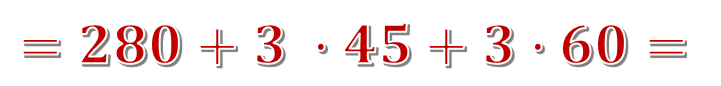 = 280 + 3 · 45 + 3 · 60 =